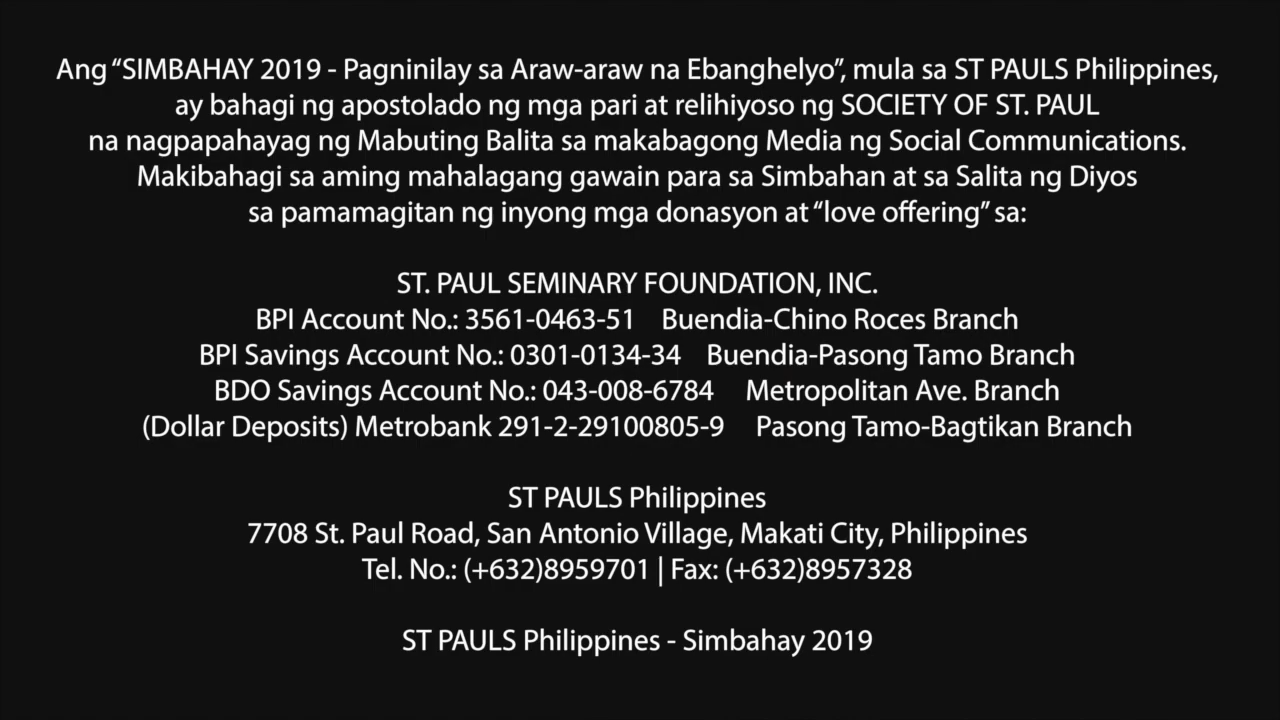 Ang “SIMBAHAY 2019 - Pagninilay sa Araw-araw na Ebanghelyo”, mula sa ST PAULS Philippines,
ay bahagi ng apostolado ng mga pari at relihiyoso ng SOCIETY OF ST. PAUL
na nagpapahayag ng Mabuting Balita sa makabagong Media ng Social Communications.
Makibahagi sa aming mahalagang gawain para sa Simbahan at sa Salita ng Diyos
sa pamamagitan ng inyong mga donasyon at “love offering” sa:
ST. PAUL SEMINARY FOUNDATION, INC.
BPI Account No.: 3561-0463-51 Buendia-Chino Roces Branch
BPI Savings Account No.: 0301-0134-34 Buendia-Pasong Tamo Branch
BDO Savings Account No.: 043-008-6784 Metropolitan Ave. Branch
(Dollar Deposits) Metrobank 291-2-29100805-9 Pasong Tamo-Bagtikan Branch
ST PAULS Philippines
7708 St. Paul Road, San Antonio Village, Makati City, Philippines
Tel. No.: (+632)8959701 | Fax: (+632)8957328
ST PAULS Philippines - Simbahay 2019